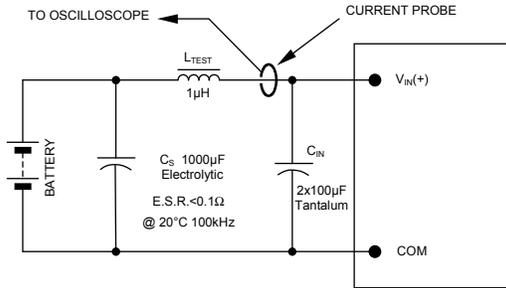 TO OSCILLOSCOPE
CURRENT PROBE
LTEST
1µH
VIN(+)
BATTERY
CS 1000µF
Electrolytic
E.S.R.<0.1Ω
@ 20°C 100kHz
CIN
2x100µF
Tantalum
COM